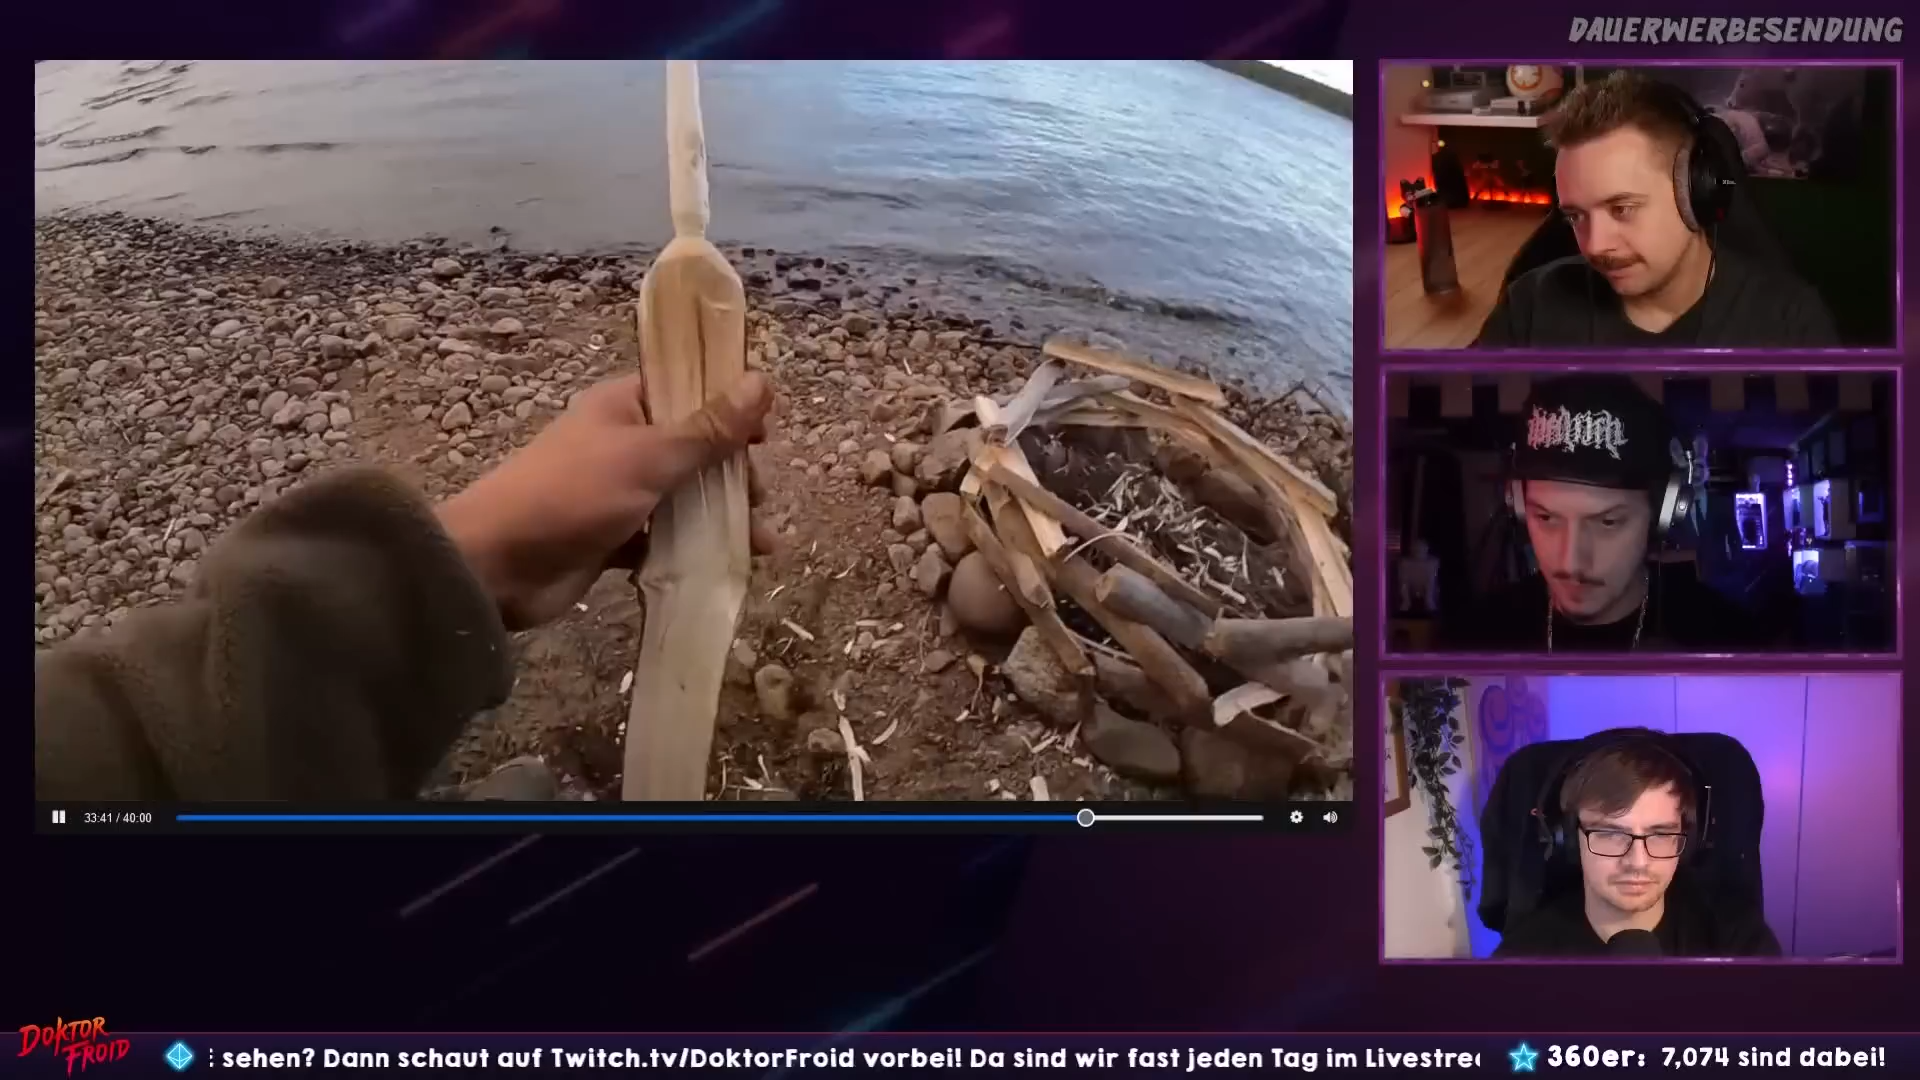 DAUERWERBESENDUNG
33:41 / 40:00
DOKTOR
FROID
: sehen? Dann schaut auf Twitch.tv/DoktorFroid vorbei! Da sind wir fast jeden Tag im Livestre
360er: 7,074 sind dabei!